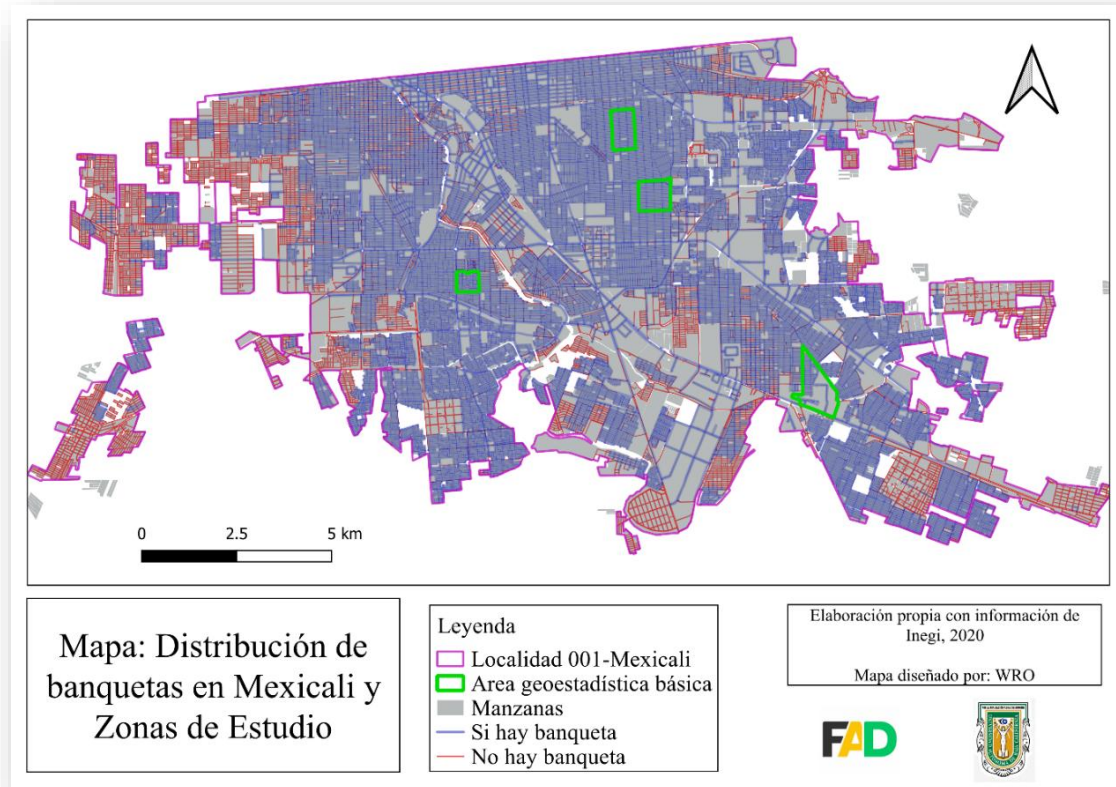 0 2.5 5 km
Mapa: Distribución de
banquetas en Mexicali y
Zonas de Estudio
Leyenda
Localidad 001-Mexicali
Area geoestadística básica
Manzanas
Si hay banqueta
No hay banqueta
Elaboración propia con información de
Inegi, 2020
Mapa diseñado por: WRO
FAD